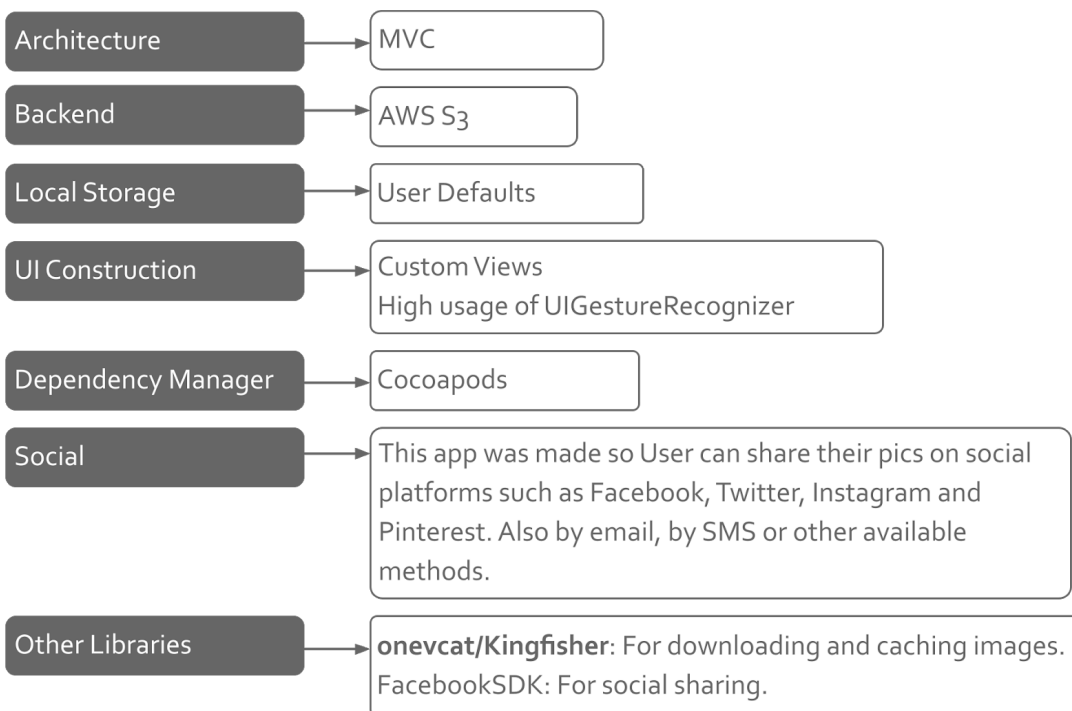 Architecture
MVC
Backend
AWS S3
Local Storage
User Defaults
UI Construction
Custom Views
High usage of UIGestureRecognizer
Dependency Manager
Cocoapods
Social
This app was made so User can share their pics on social
platforms such as Facebook, Twitter, Instagram and
Pinterest. Also by email, by SMS or other available
methods.
Other Libraries
onevcat/Kingfisher: For downloading and caching images.
FacebookSDK: For social sharing.